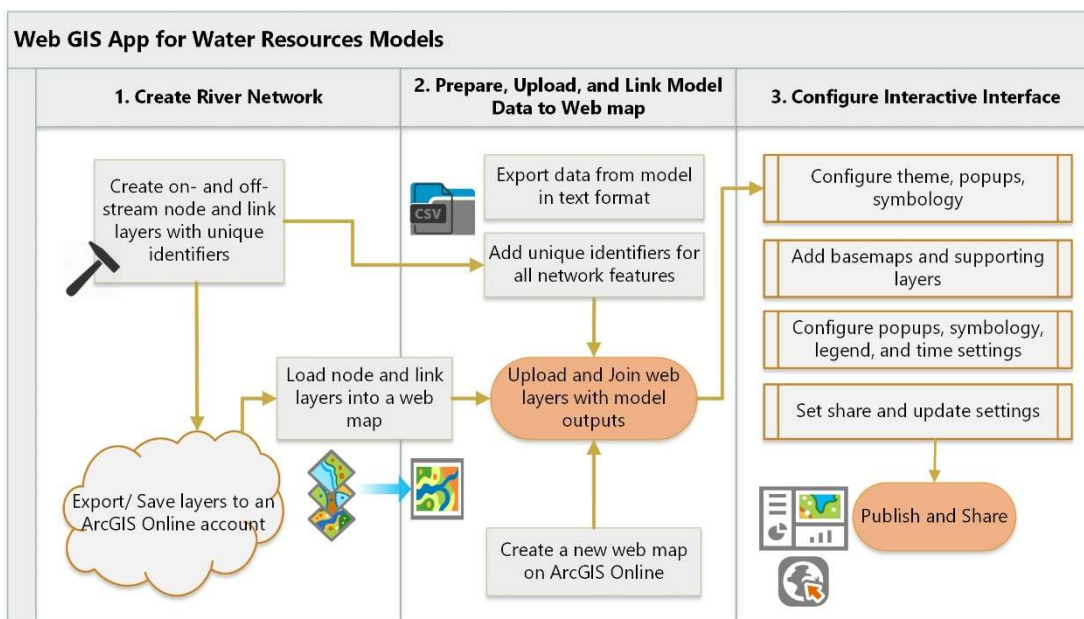 Web GIS App for Water Resources Models
1. Create River Network
2. Prepare, Upload, and Link Model
Data to Web map
3. Configure Interactive Interface
Create on- and off-
stream node and link
layers with unique
identifiers
Load node and link
layers into a web
map
Export/ Save layers to an
ArcGIS Online account
CSV
Export data from model
in text format
Add unique identifiers for
all network features
Upload and Join web
layers with model
outputs
Create a new web map
on ArcGIS Online
Configure theme, popups,
symbology
Add basemaps and supporting
layers
Configure popups, symbology,
legend, and time settings
Set share and update settings
Publish and Share